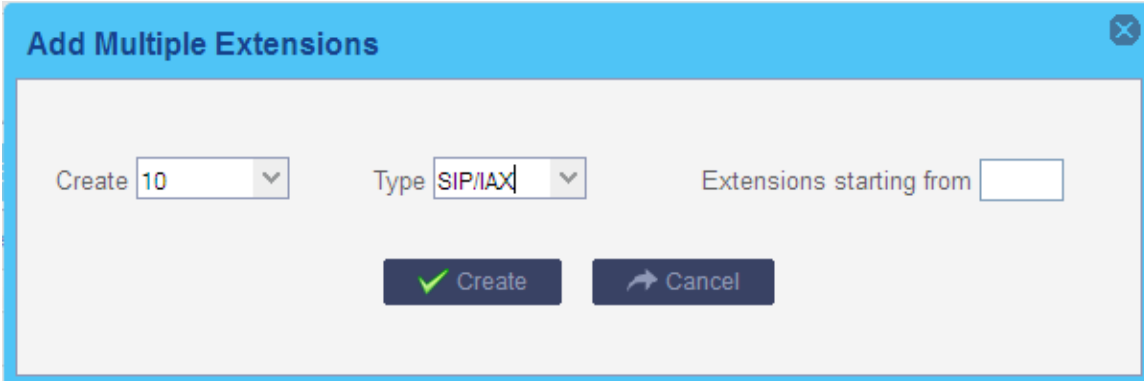 Add Multiple Extensions
Create 10 Type SIP/IAX Extensions starting from
Create Cancel